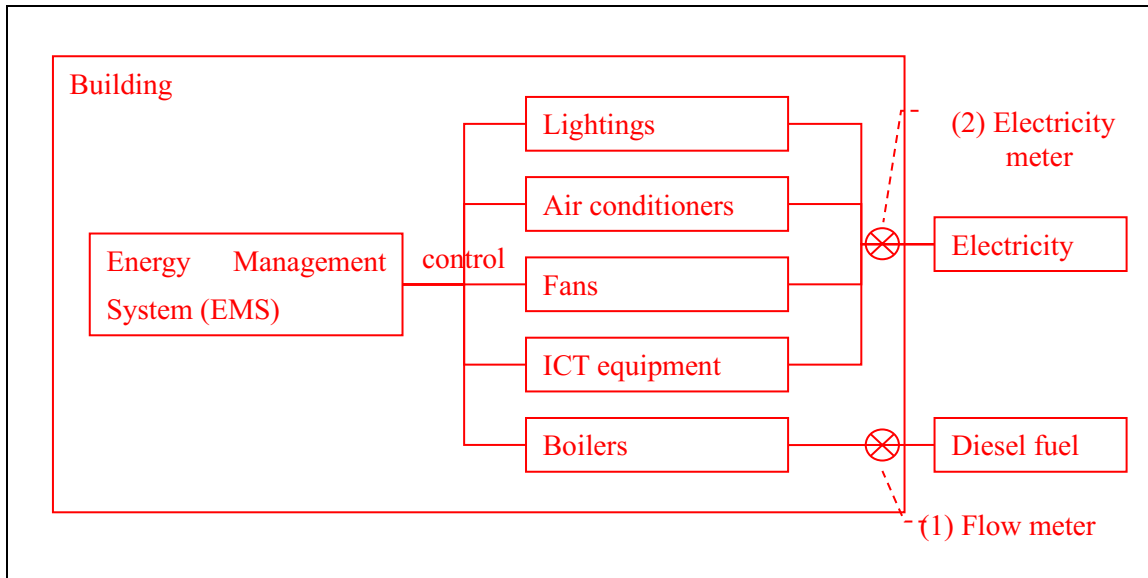 Building
Lightings
(2) Electricity
meter
Air conditioners
Energy Management
System (EMS)
control
Electricity
Fans
ICT equipment
Boilers
Diesel fuel
(1) Flow meter